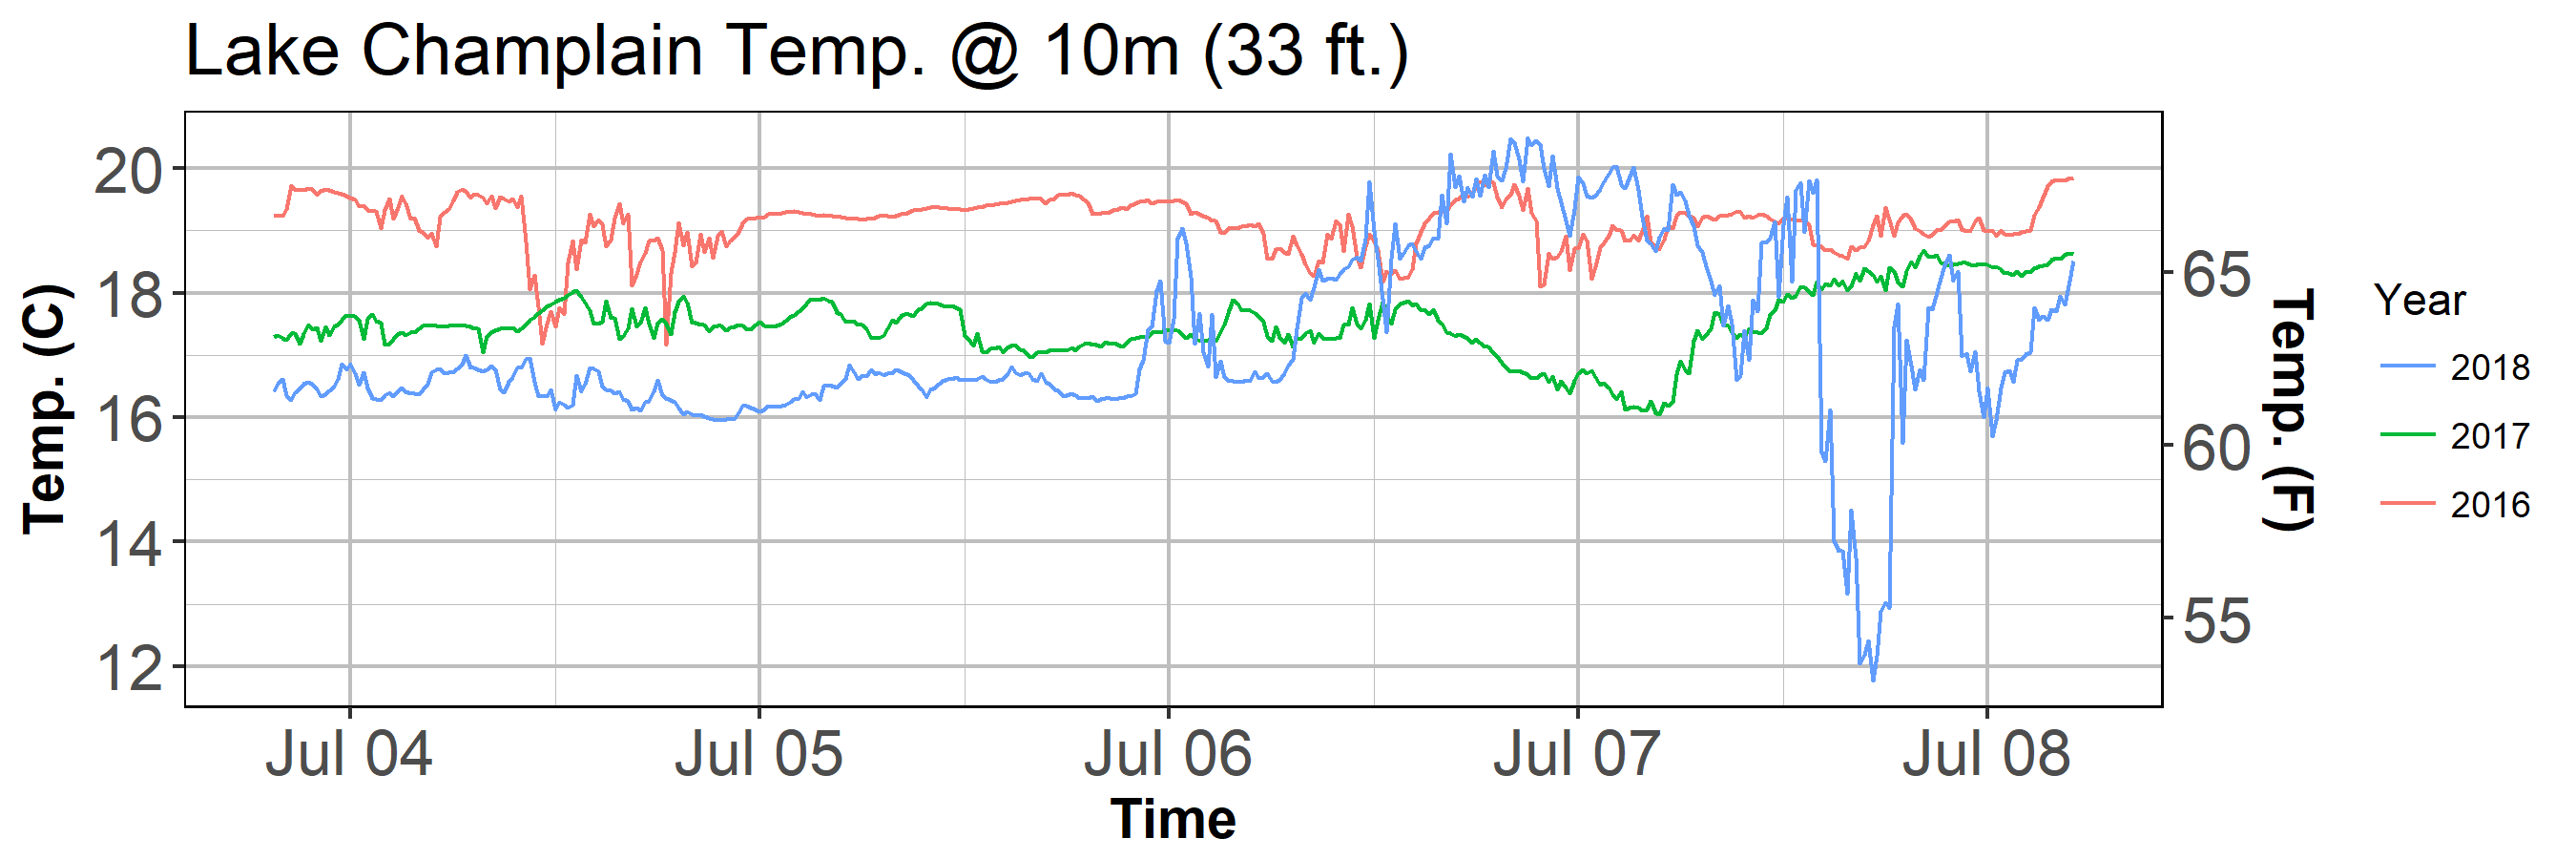 Lake Champlain Temp. @ 10m (33 ft.)
Temp. (C)
20
18
16
14
12
65
60
55
Temp. (F)
Jul 04
Jul 05
Jul 06
Jul 07
Jul 08
Time
Year
2018
2017
2016